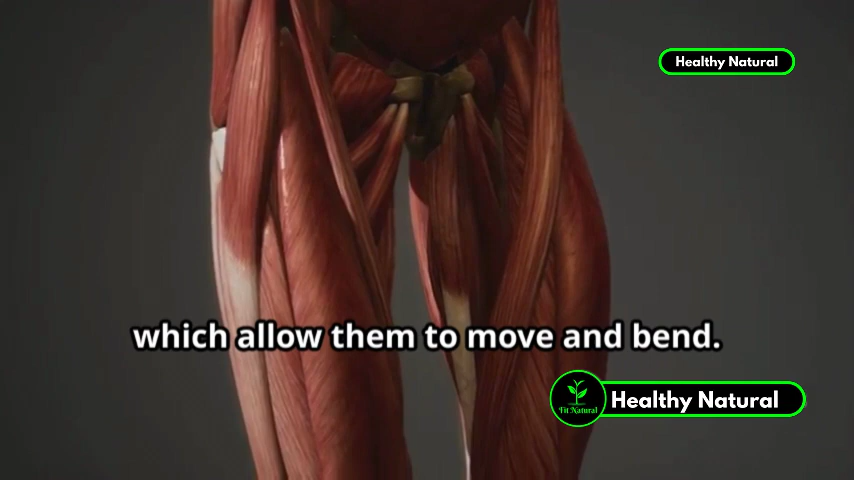 Healthy Natural
which allow them to move and bend.
Healthy Natural
Fit Natural